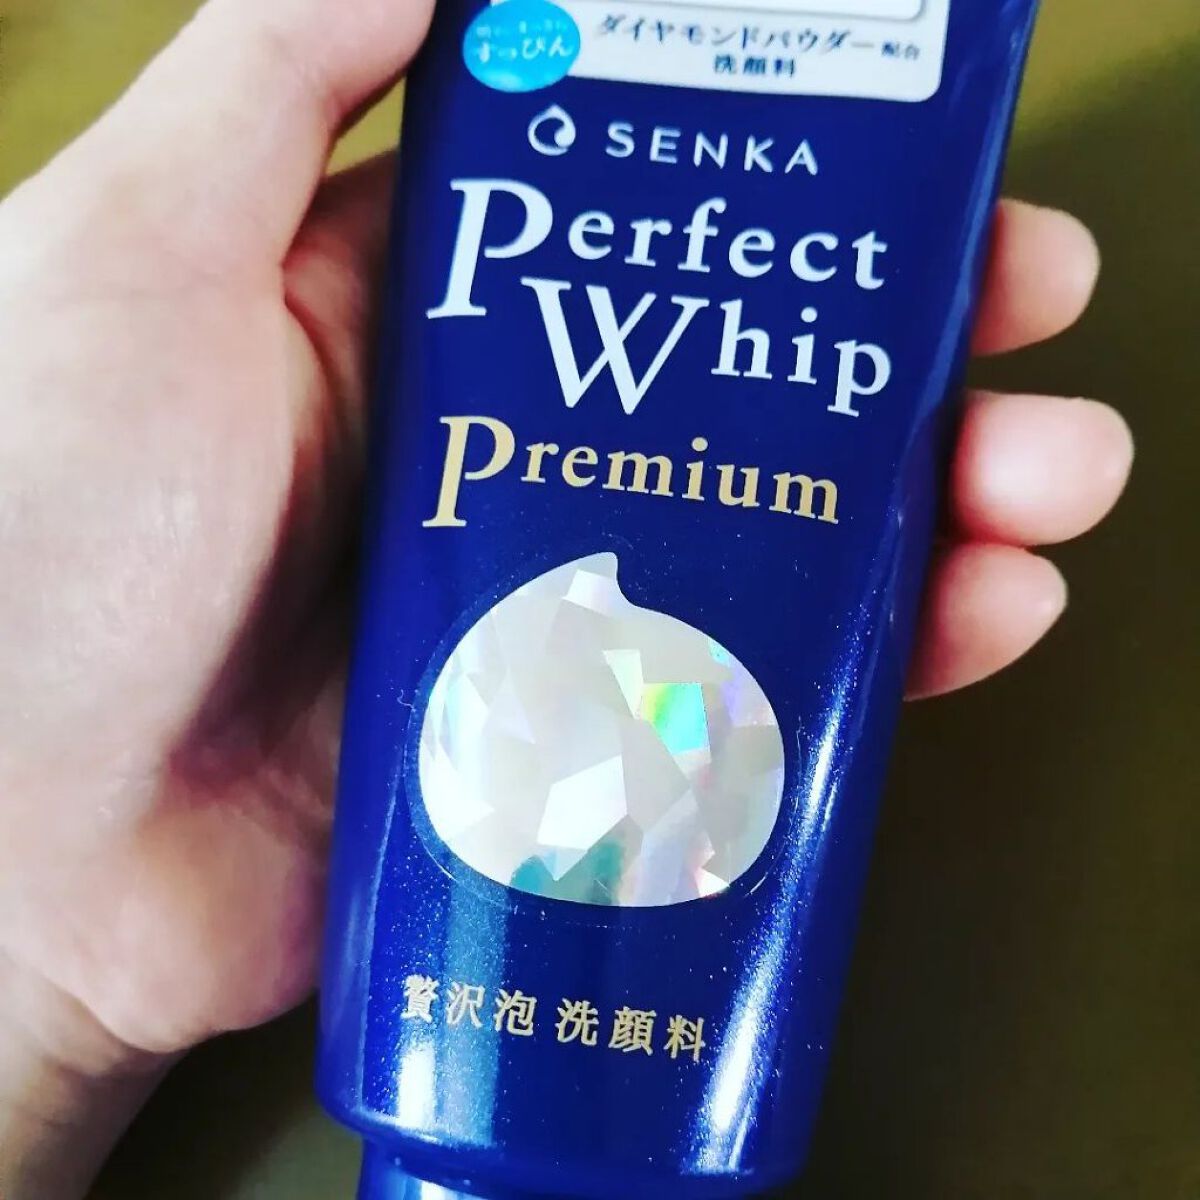 すっぴん
ダイヤモンドパウダー配合
洗顔料
SENKA
Perfect
Whip
Premium
贅沢泡 洗顔料